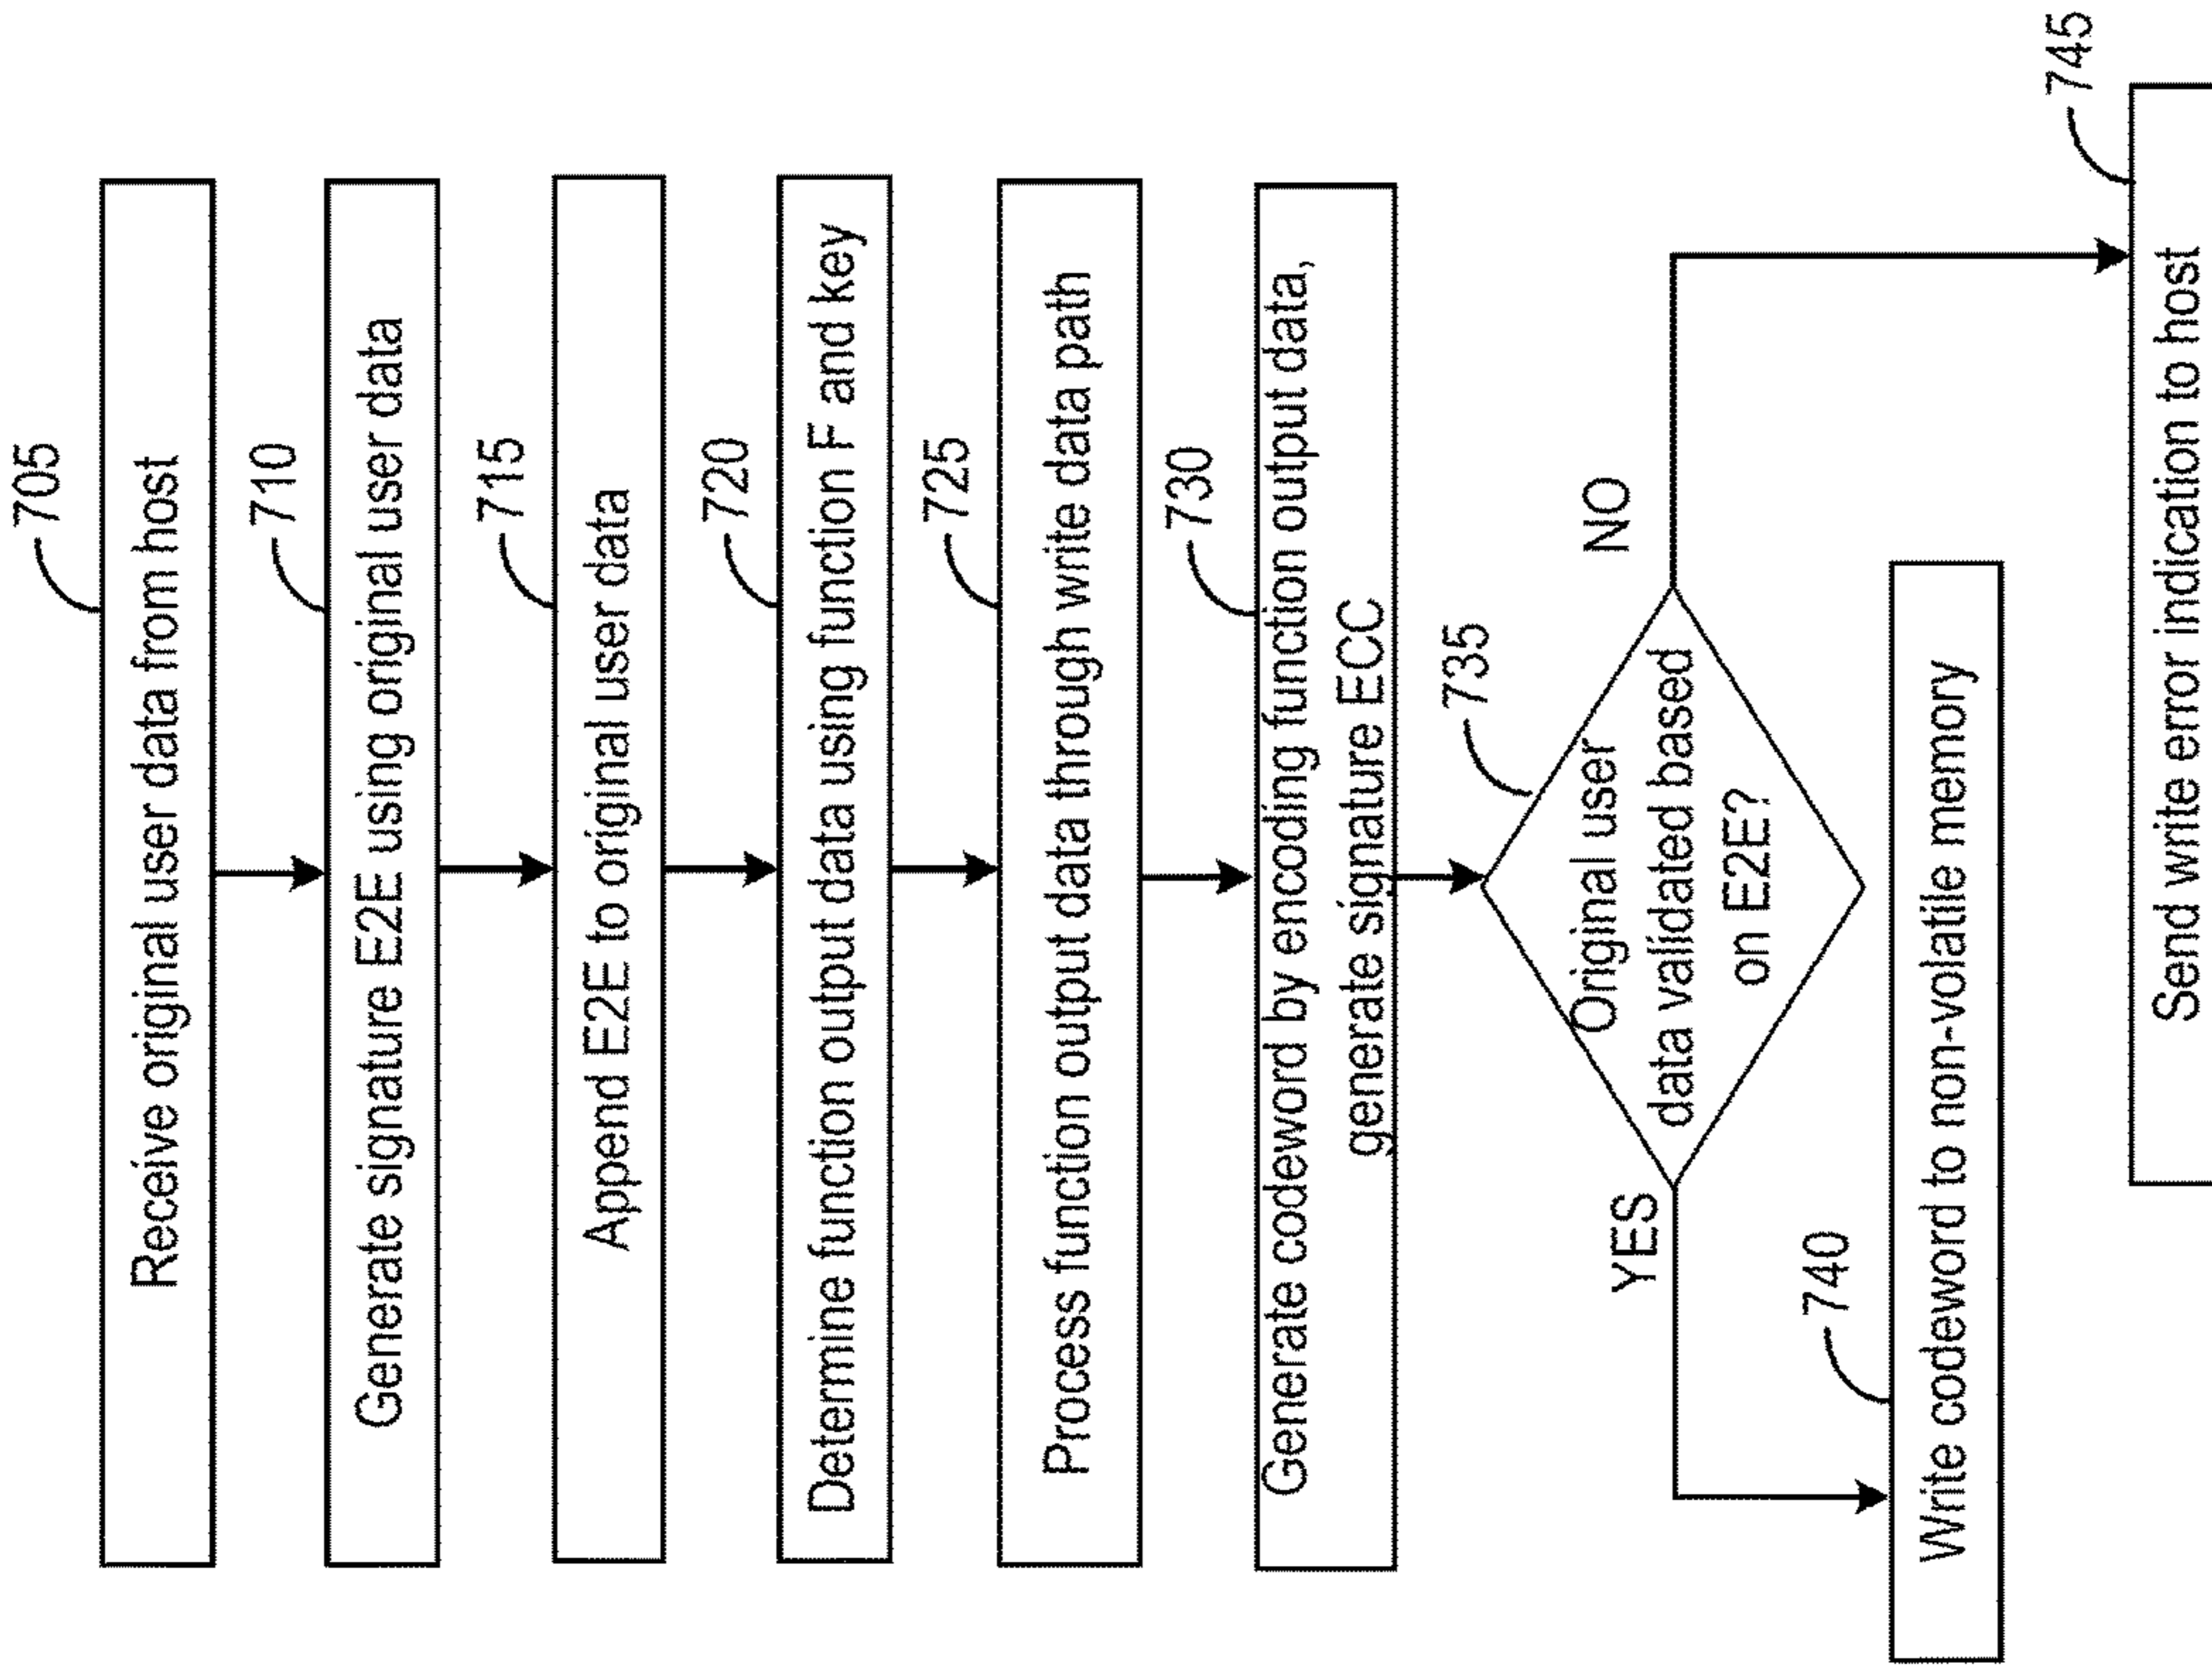 705
Receive original user data from host
710
Generate signature E2E using original user data
715
Append E2E to original user data
720
Determine function output data using function F and key
725
Process function output data through write data path
730
Generate codeword by encoding function output data,
generate signature ECC
735
Original user
data validated based
on E2E?
YES
NO
740
Write codeword to non-volatile memory
745
Send write error indication to host